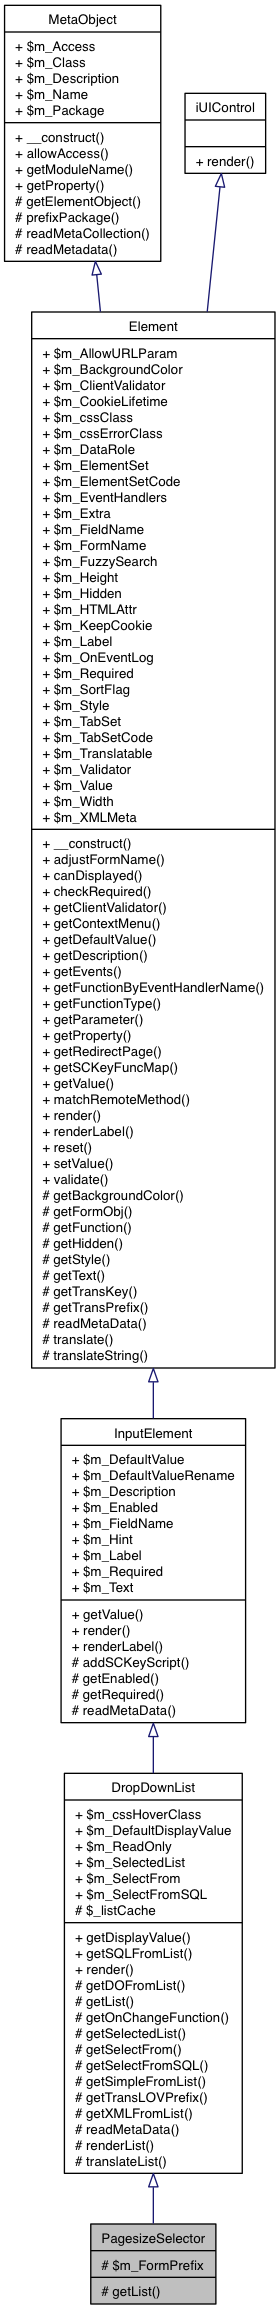 MetaObject
+ $m_Access
+ $m_Class
+ $m_Description
+ $m_Name
+ $m_Package
+ __construct()
+ allowAccess()
+ getModuleName()
+ getProperty()
# getElementObject()
# prefixPackage()
# readMetaCollection()
# readMetadata()
iUIControl
+ render()
Element
+ $m_AllowURLParam
+ $m_BackgroundColor
+ $m_ClientValidator
+ $m_CookieLifetime
+ $m_cssClass
+ $m_cssErrorClass
+ $m_DataRole
+ $m_ElementSet
+ $m_ElementSetCode
+ $m_EventHandlers
+ $m_Extra
+ $m_FieldName
+ $m_FormName
+ $m_FuzzySearch
+ $m_Height
+ $m_Hidden
+ $m_HTMLAttr
+ $m_KeepCookie
+ $m_Label
+ $m_OnEventLog
+ $m_Required
+ $m_SortFlag
+ $m_Style
+ $m_TabSet
+ $m_TabSetCode
+ $m_Translatable
+ $m_Validator
+ $m_Value
+ $m_Width
+ $m_XMLMeta
+ __construct()
+ adjustFormName()
+ canDisplayed()
+ checkRequired()
+ getClientValidator()
+ getContextMenu()
+ getDefaultValue()
+ getDescription()
+ getEvents()
+ getFunctionByEventHandlerName()
+ getFunctionType()
+ getParameter()
+ getProperty()
+ getRedirectPage()
+ getSCKeyFuncMap()
+ getValue()
+ matchRemoteMethod()
+ render()
+ renderLabel()
+ reset()
+ setValue()
+ validate()
# getBackgroundColor()
# getFormObj()
# getFunction()
# getHidden()
# getStyle()
# getText()
# getTransKey()
# getTransPrefix()
# readMetaData()
# translate()
# translateString()
InputElement
+ $m_DefaultValue
+ $m_DefaultValueRename
+ $m_Description
+ $m_Enabled
+ $m_FieldName
+ $m_Hint
+ $m_Label
+ $m_Required
+ $m_Text
+ getValue()
+ render()
+ renderLabel()
# addSCKeyScript()
# getEnabled()
# getRequired()
# readMetaData()
DropDownList
+ $m_cssHoverClass
+ $m_DefaultDisplayValue
+ $m_ReadOnly
+ $m_SelectedList
+ $m_SelectFrom
+ $m_SelectFromSQL
# $_listCache
+ getDisplayValue()
+ getSQLFromList()
+ render()
# getDOFromList()
# getList()
# getOnChangeFunction()
# getSelectedList()
# getSelectFrom()
# getSelectFromSQL()
# getSimpleFromList()
# getTransLOVPrefix()
# getXMLFromList()
# readMetaData()
# renderList()
# translateList()
PagesizeSelector
# $m_FormPrefix
# getList()